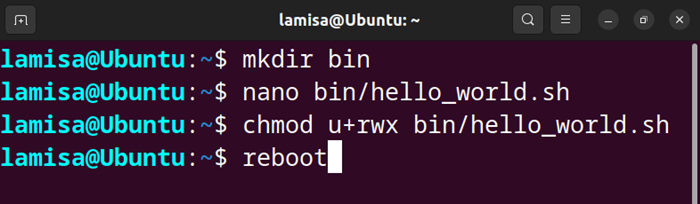 lamisa@Ubuntu: ~
lamisa@Ubuntu:~$ mkdir bin
lamisa@Ubuntu:~$ nano bin/hello_world.sh
lamisa@Ubuntu:~$ chmod u+rwx bin/hello_world.sh
lamisa@Ubuntu:~$ reboot